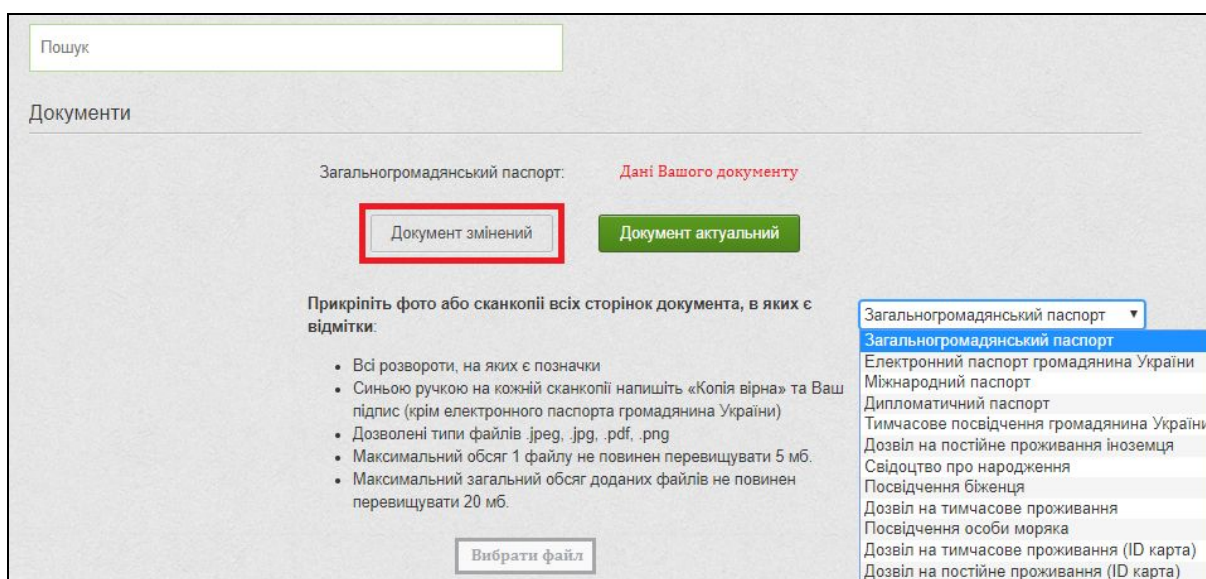 Пошук
Документи
Загальногромадянський паспорт: Дані Вашого документу
Документ змінений Документ актуальний
Прикріпіть фото або сканкопії всіх сторінок документа, в яких є
відмітки:
Всі розвороти, на яких є позначки
Синьою ручкою на кожній сканкопії напишіть «Копія вірна» та Ваш
підпис (крім електронного паспорта громадянина України)
Дозволені типи файлів .jpeg, .jpg, .pdf, .png
Максимальний обсяг 1 файлу не повинен перевищувати 5 мб.
Максимальний загальний обсяг доданих файлів не повинен
перевищувати 20 мб.
Вибрати файл
Загальногромадянський паспорт
Загальногромадянський паспорт
Електронний паспорт громадянина України
Міжнародний паспорт
Дипломатичний паспорт
Тимчасове посвідчення громадянина України
Дозвіл на постійне проживання іноземця
Свідоцтво про народження
Посвідчення біженця
Дозвіл на тимчасове проживання
Посвідчення особи моряка
Дозвіл на тимчасове проживання (ID карта)
Дозвіл на постійне проживання (ID карта)